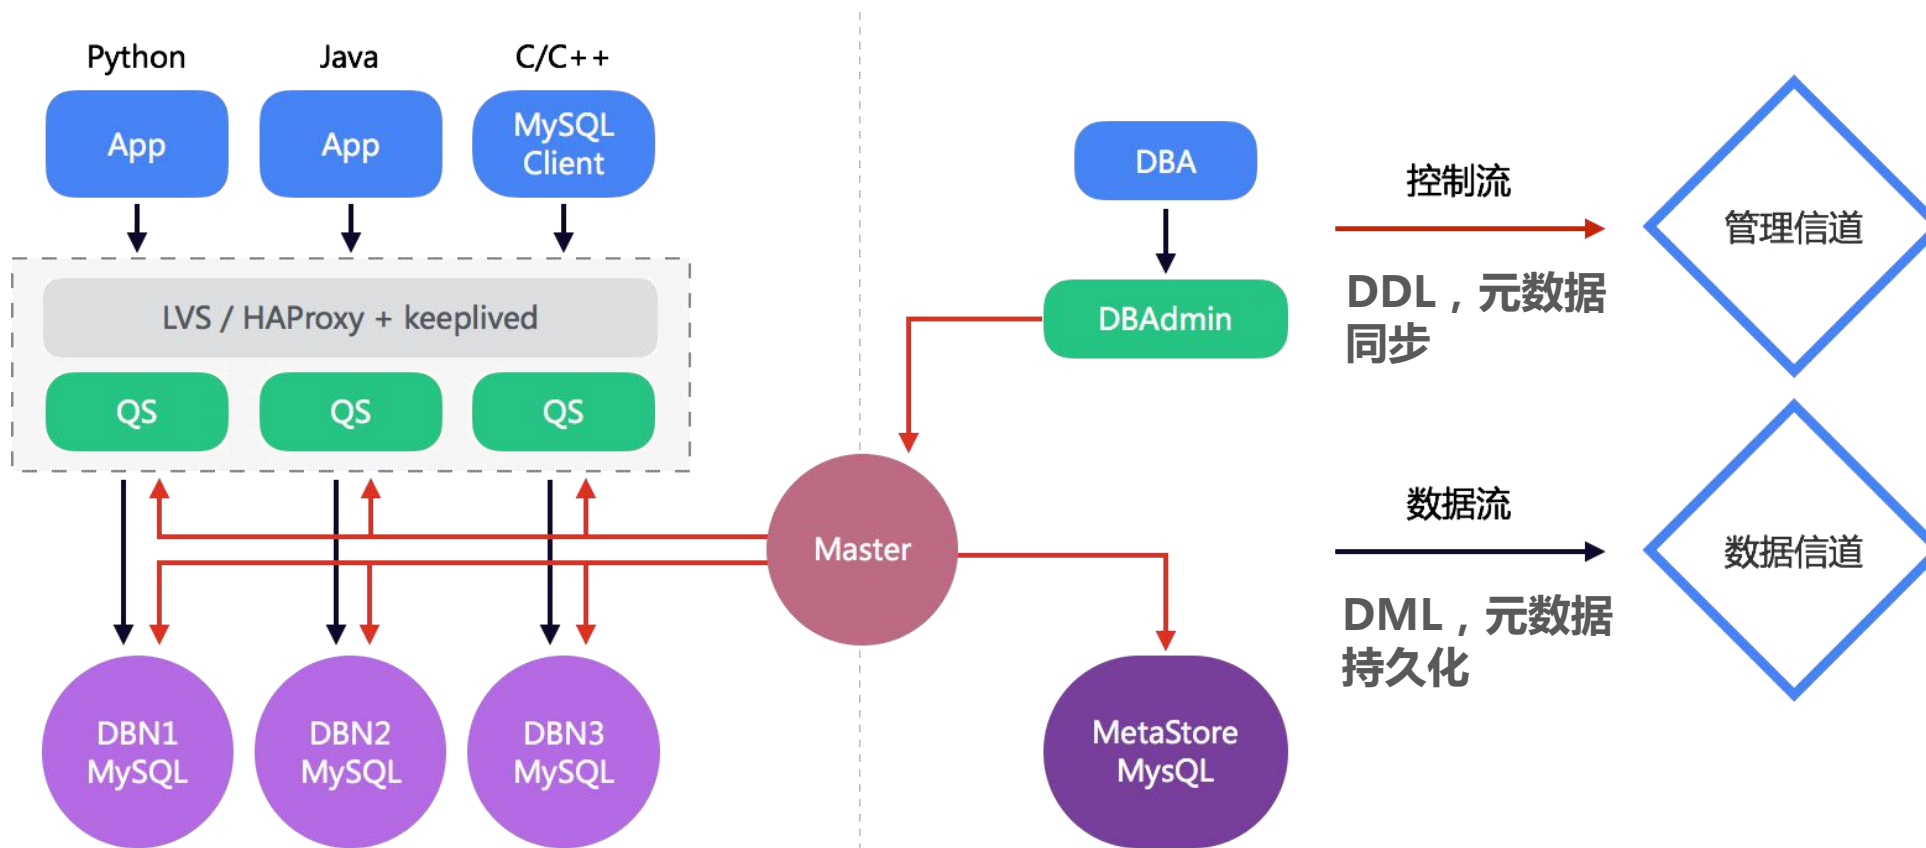 Python
Java
C/C++
App
App
MySQL
Client
LVS / HAProxy + keeplived
QS
QS
QS
DBN1
MySQL
DBN2
MySQL
DBN3
MySQL
Master
DBA
DBAdmin
MetaStore
MysQL
控制流
DDL，元数据
同步
管理信道
数据流
DML，元数据
持久化
数据信道